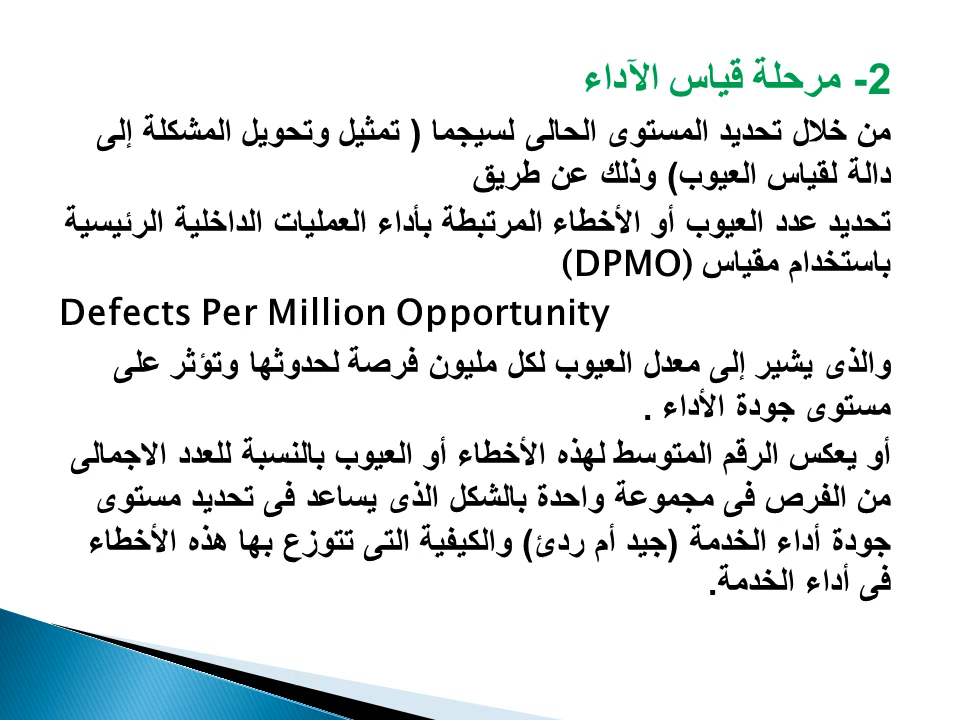 2- مرحلة قياس الآداء
من خلال تحديد المستوى الحالى لسيجما ( تمثيل وتحويل المشكلة إلى
دالة لقياس العيوب) وذلك عن طريق
تحديد عدد العيوب أو الأخطاء المرتبطة بأداء العمليات الداخلية الرئيسية
باستخدام مقياس (DPMO)
Defects Per Million Opportunity
والذى يشير إلى معدل العيوب لكل مليون فرصة لحدوثها وتؤثر على
مستوى جودة الأداء .
أو يعكس الرقم المتوسط لهذه الأخطاء أو العيوب بالنسبة للعدد الاجمالى
من الفرص فى مجموعة واحدة بالشكل الذى يساعد فى تحديد مستوى
جودة أداء الخدمة (جيد أم ردئ) والكيفية التى تتوزع بها هذه الأخطاء
فى أداء الخدمة.